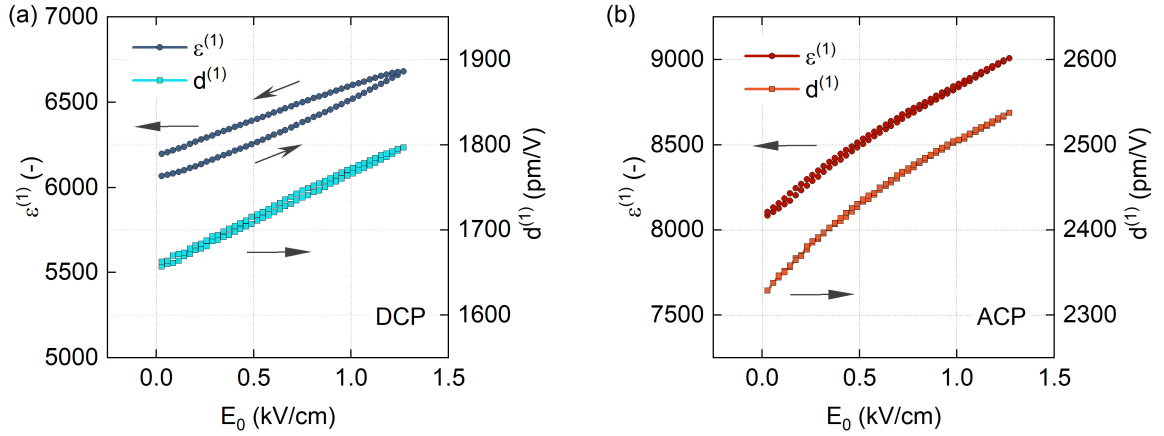 (a)
7000
6500
6000
5500
5000
ε(1) (-)
ε(1)
d(1)
1900
1800
1700
1600
d(1) (pm/V)
DCP
0.0 0.5 1.0 1.5
E0 (kV/cm)
(b)
9000
8500
8000
7500
ε(1) (-)
ε(1)
d(1)
2600
2500
2400
2300
d(1) (pm/V)
ACP
0.0 0.5 1.0 1.5
E0 (kV/cm)